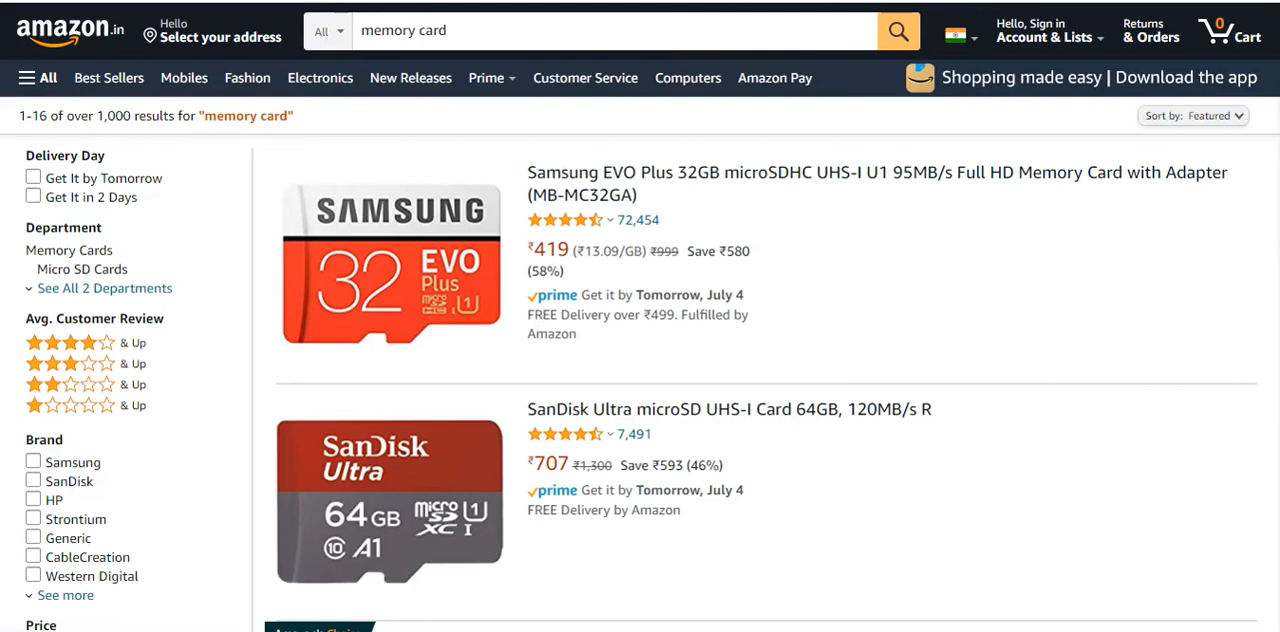 amazon.in
Hello
Select your address
All
memory card
Hello, Sign in
Account & Lists
Returns
& Orders
0
Cart
All
Best Sellers
Mobiles
Fashion
Electronics
New Releases
Prime
Customer Service
Computers
Amazon Pay
Shopping made easy | Download the app
1-16 of over 1,000 results for "memory card"
Sort by: Featured
Delivery Day
Get It by Tomorrow
Get It in 2 Days
Department
Memory Cards
Micro SD Cards
See All 2 Departments
Avg. Customer Review
& Up
& Up
& Up
& Up
Brand
Samsung
SanDisk
HP
Strontium
Generic
CableCreation
Western Digital
See more
Price
SAMSUNG
32
EVO
Plus
micro
SD
HC I
U1
Samsung EVO Plus 32GB microSDHC UHS-I U1 95MB/s Full HD Memory Card with Adapter
(MB-MC32GA)
72,454
₹419 (₹13.09/GB) ₹999 Save ₹580
(58%)
prime Get it by Tomorrow, July 4
FREE Delivery over ₹499. Fulfilled by
Amazon
SanDisk
Ultra
64 GB
micro
SD
XC I
U1
10 A1
SanDisk Ultra microSD UHS-I Card 64GB, 120MB/s R
7,491
₹707 ₹1,300 Save ₹593 (46%)
prime Get it by Tomorrow, July 4
FREE Delivery by Amazon